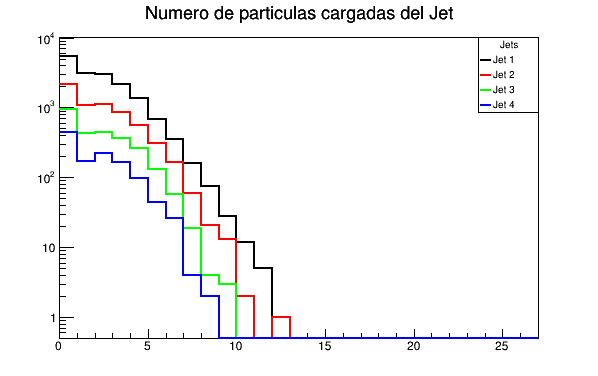 Numero de particulas cargadas del Jet
Jets
Jet 1
Jet 2
Jet 3
Jet 4
10^4
10^3
10^2
10
1
0 5 10 15 20 25